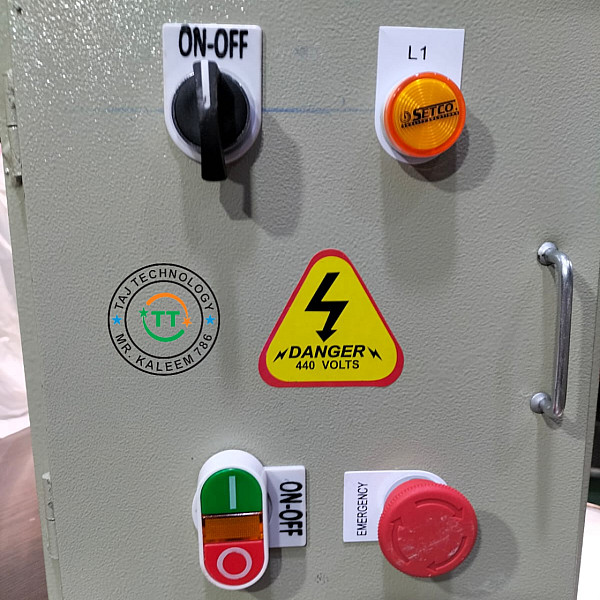 ON-OFF
L1
SETCO
TAJ TECHNOLOGY
TT
MR. KALEEM 786
DANGER
440 VOLTS
ON-OFF
EMERGENCY